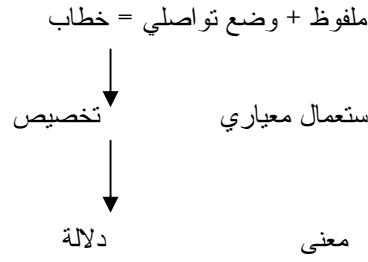 ملفوظ + وضع تواصلي = خطاب
ستعمال معياري تخصيص
معنى دلالة